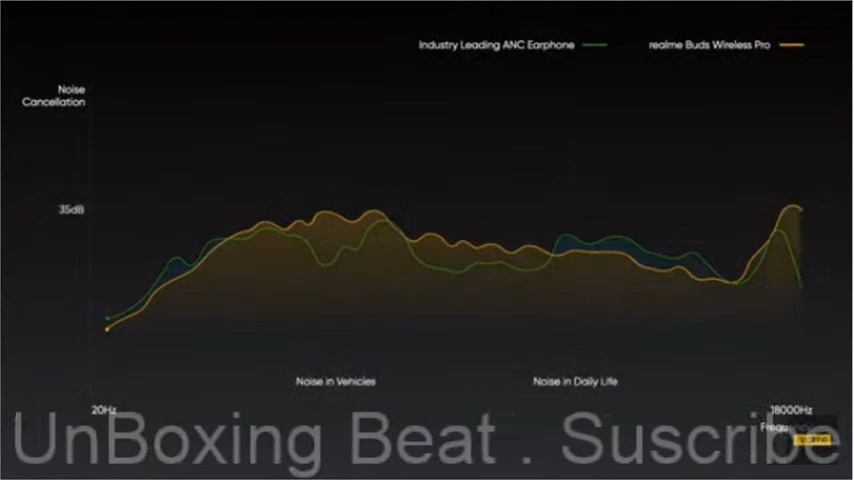 Industry Leading ANC Earphone
realme Buds Wireless Pro
Noise
Cancellation
35dB
Noise in Vehicles
Noise in Daily Life
20Hz
18000Hz
UnBoxing Beat . Suscribe
realme